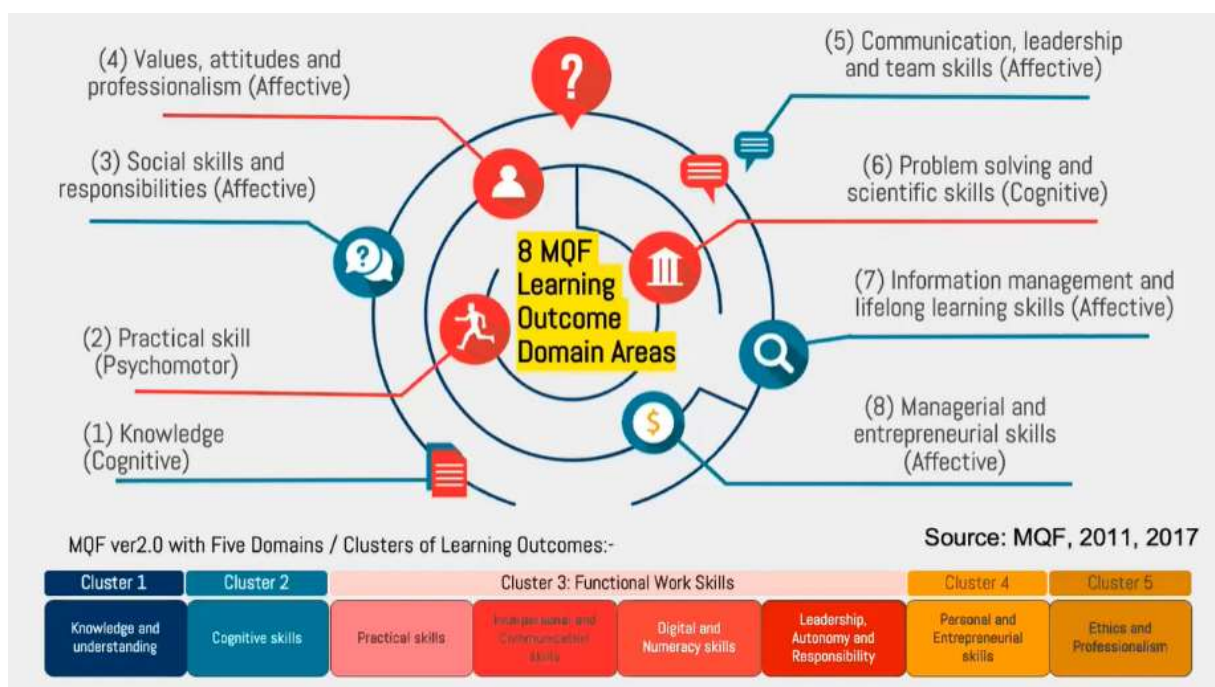 (4) Values, attitudes and
professionalism (Affective)
(5) Communication, leadership
and team skills (Affective)
(3) Social skills and
responsibilities (Affective)
(6) Problem solving and
scientific skills (Cognitive)
8 MQF
Learning
Outcome
Domain Areas
(7) Information management and
lifelong learning skills (Affective)
(2) Practical skill
(Psychomotor)
(8) Managerial and
entrepreneurial skills
(Affective)
(1) Knowledge
(Cognitive)
?
?
$
MQF ver2.0 with Five Domains / Clusters of Learning Outcomes:-
Source: MQF, 2011, 2017
Cluster 1
Cluster 2
Cluster 3: Functional Work Skills
Cluster 4
Cluster 5
Knowledge and
understanding
Cognitive skills
Practical skills
Interpersonal and
Communication
skills
Digital and
Numeracy skills
Leadership,
Autonomy and
Responsibility
Personal and
Entrepreneurial
skills
Ethics and
Professionalism